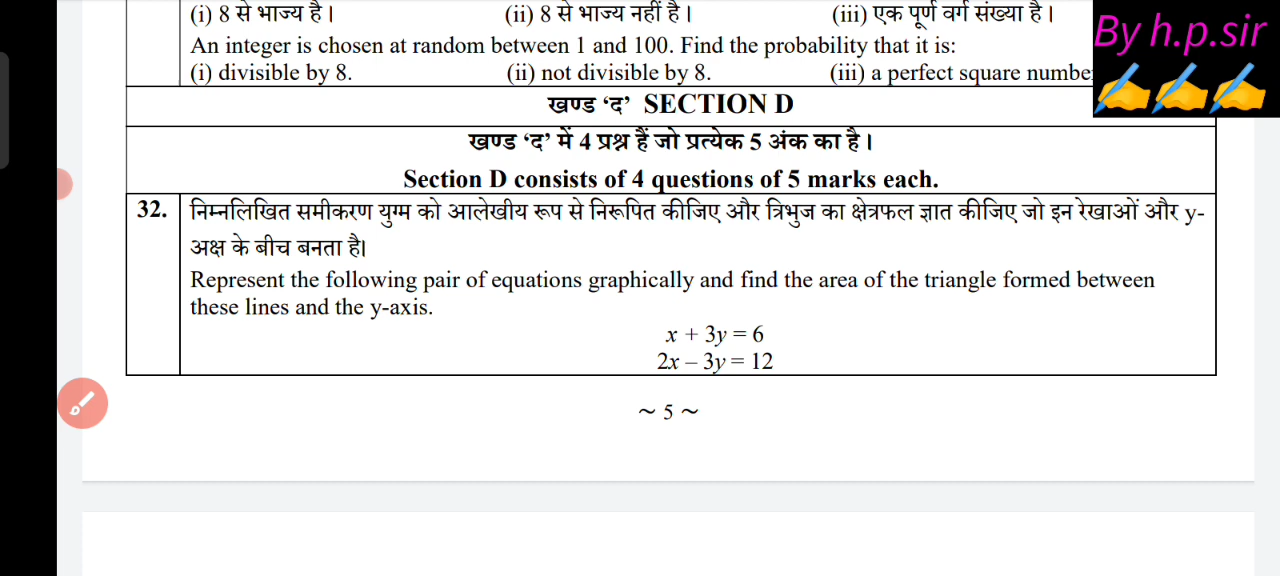 (i) 8 से भाज्य है।  (ii) 8 से भाज्य नहीं है।  (iii) एक पूर्ण वर्ग संख्या है।
An integer is chosen at random between 1 and 100. Find the probability that it is:
(i) divisible by 8.  (ii) not divisible by 8.  (iii) a perfect square
By h.p.sir
✍✍✍
खण्ड ‘द’ SECTION D
खण्ड ‘द’ में 4 प्रश्न हैं जो प्रत्येक 5 अंक का है।
Section D consists of 4 questions of 5 marks each.
32. निम्नलिखित समीकरण युग्म को आलेखीय रूप से निरूपित कीजिए और त्रिभुज का क्षेत्रफल ज्ञात कीजिए जो इन रेखाओं और y-
अक्ष के बीच बनता है।
Represent the following pair of equations graphically and find the area of the triangle formed between
these lines and the y-axis.
x + 3y = 6
2x – 3y = 12
~ 5 ~